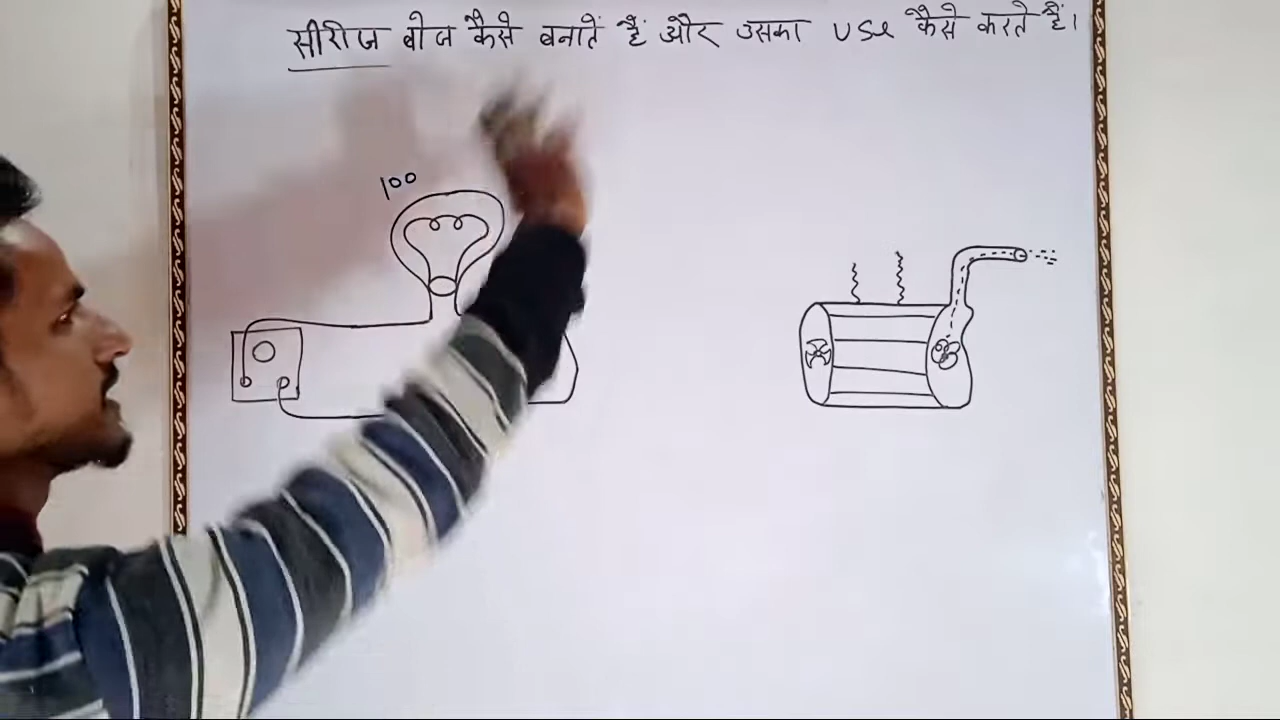 सीरीज बोज कैसे बनाते हैं और उसका use कैसे करते हैं।
100